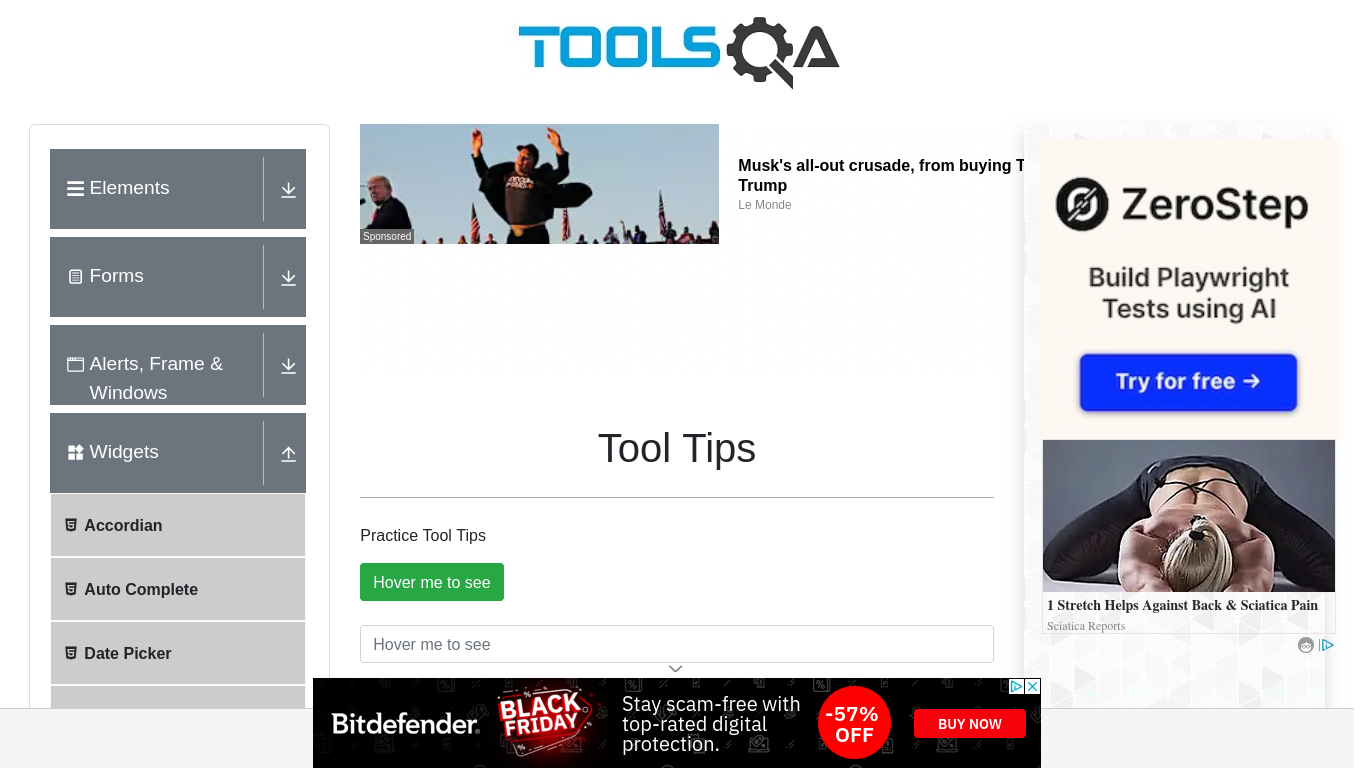 TOOLSQA
Elements
Forms
Alerts, Frame &
Windows
Widgets
Accordian
Auto Complete
Date Picker
Sponsored
Musk's all-out crusade, from buying T
Trump
Le Monde
Tool Tips
Practice Tool Tips
Hover me to see
Hover me to see
ZeroStep
Build Playwright
Tests using AI
Try for free →
1 Stretch Helps Against Back & Sciatica Pain
Sciatica Reports
Bitdefender
BLACK
FRIDAY
Stay scam-free with
top-rated digital
protection.
-57%
OFF
BUY NOW